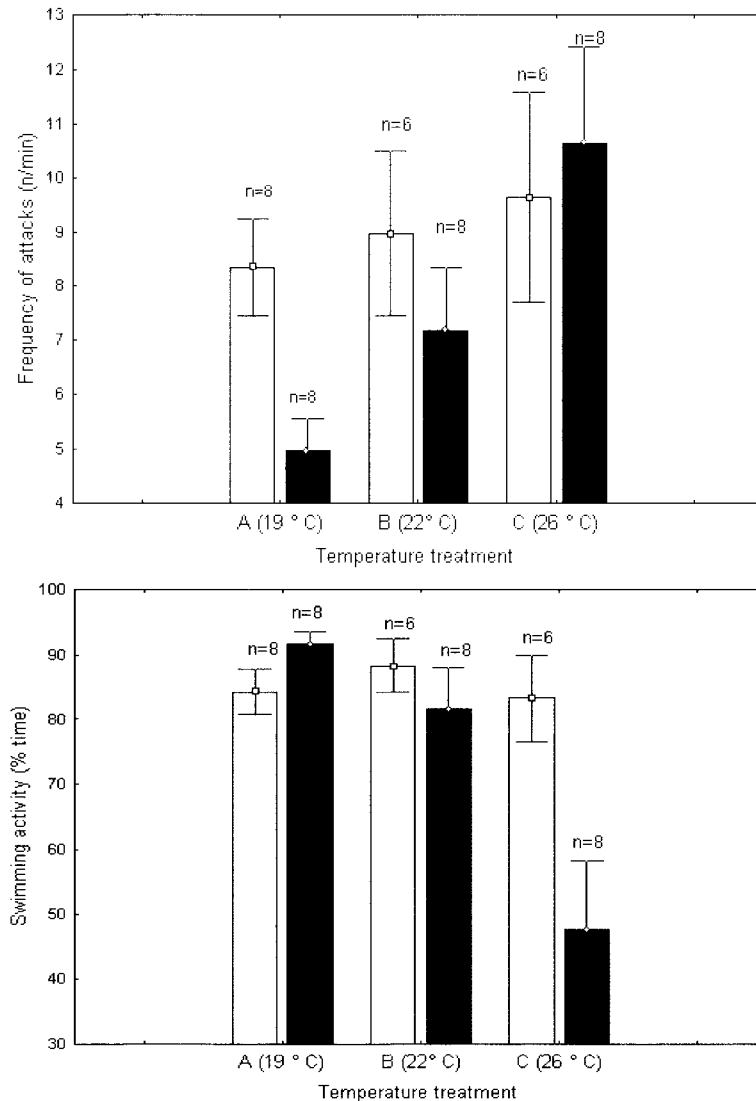 13
12
11
10
9
8
7
6
5
4
Frequency of attacks (n/min)
n=8
n=8
n=6
n=8
n=6
n=8
A (19 ° C)
B (22° C)
C (26 ° C)
Temperature treatment
100
90
80
70
60
50
40
30
Swimming activity (% time)
n=8
n=8
n=6
n=8
n=6
n=8
A (19 ° C)
B (22° C)
C (26 ° C)
Temperature treatment